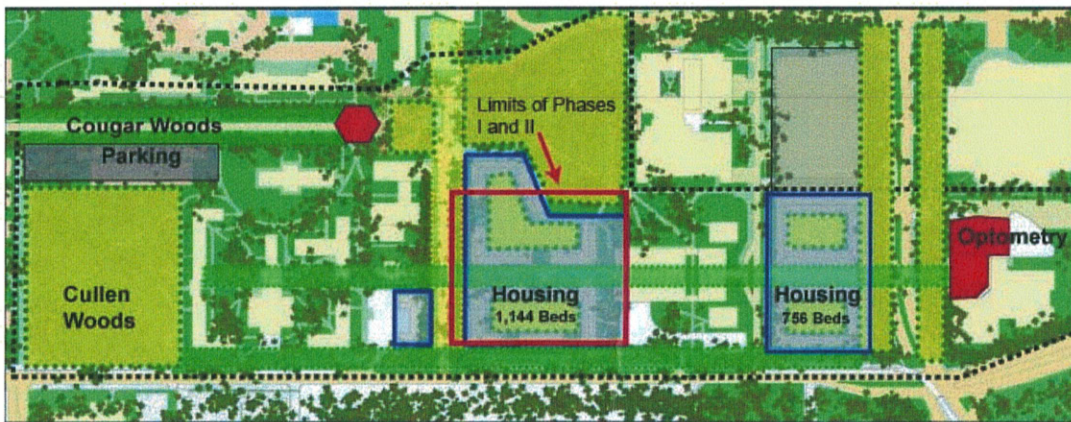 Limits of Phases
I and II
Cougar Woods
Parking
Optometry
Cullen
Woods
Housing
1,144 Beds
Housing
756 Beds